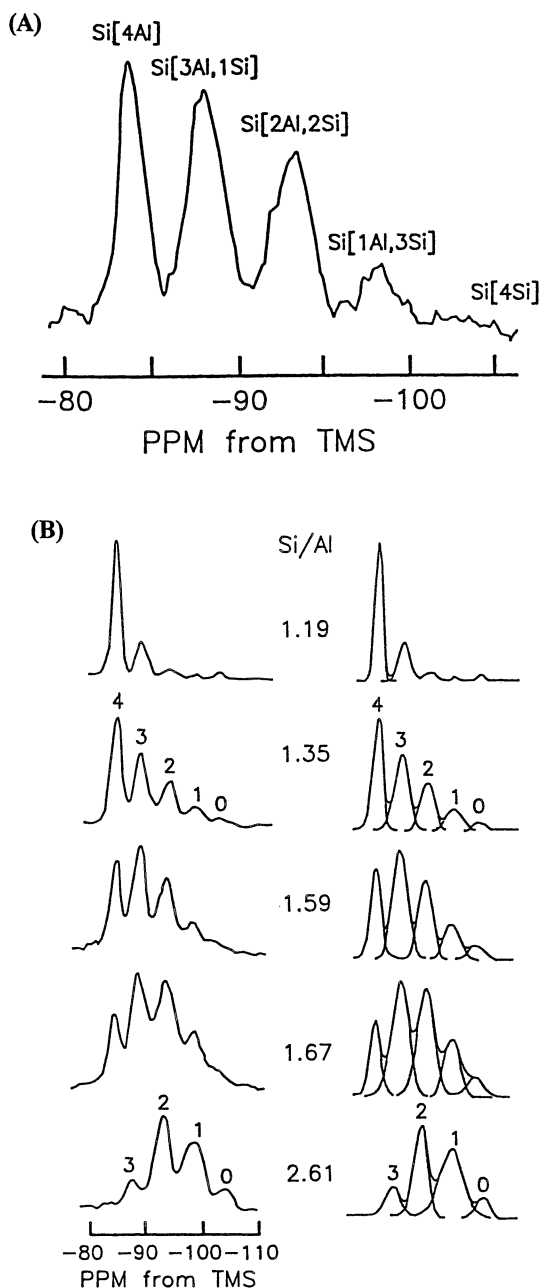 (A)
Si[4Al]
Si[3Al,1Si]
Si[2Al,2Si]
Si[1Al,3Si]
Si[4Si]
-80 -90 -100
PPM from TMS
(B)
Si/Al
1.19
4 3 2 1 0
1.35
4 3 2 1 0
1.59
1.67
3 2 1 0
2.61
3 2 1 0
-80 -90 -100 -110
PPM from TMS